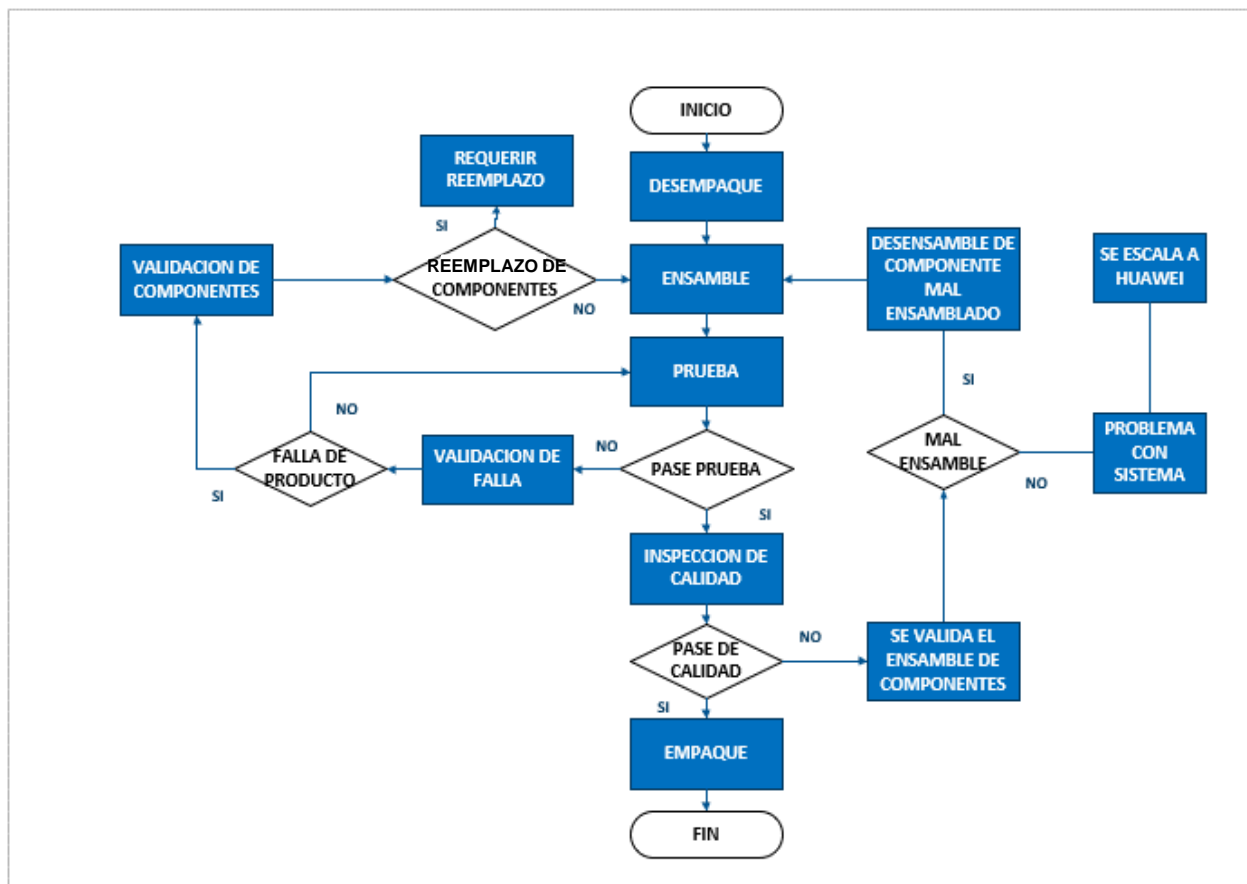 INICIO
REQUERIR
REEMPLAZO
DESEMPAQUE
SI
VALIDACION DE
COMPONENTES
REEMPLAZO DE
COMPONENTES
NO
ENSAMBLE
DESENSAMBLE DE
COMPONENTE
MAL
ENSAMBLADO
SE ESCALA A
HUAWEI
PRUEBA
SI
NO
FALLA DE
PRODUCTO
SI
VALIDACION DE
FALLA
NO
PASE PRUEBA
SI
MAL
ENSAMBLE
NO
PROBLEMA
CON
SISTEMA
INSPECCION DE
CALIDAD
PASE DE
CALIDAD
NO
SE VALIDA EL
ENSAMBLE DE
COMPONENTES
SI
EMPAQUE
FIN